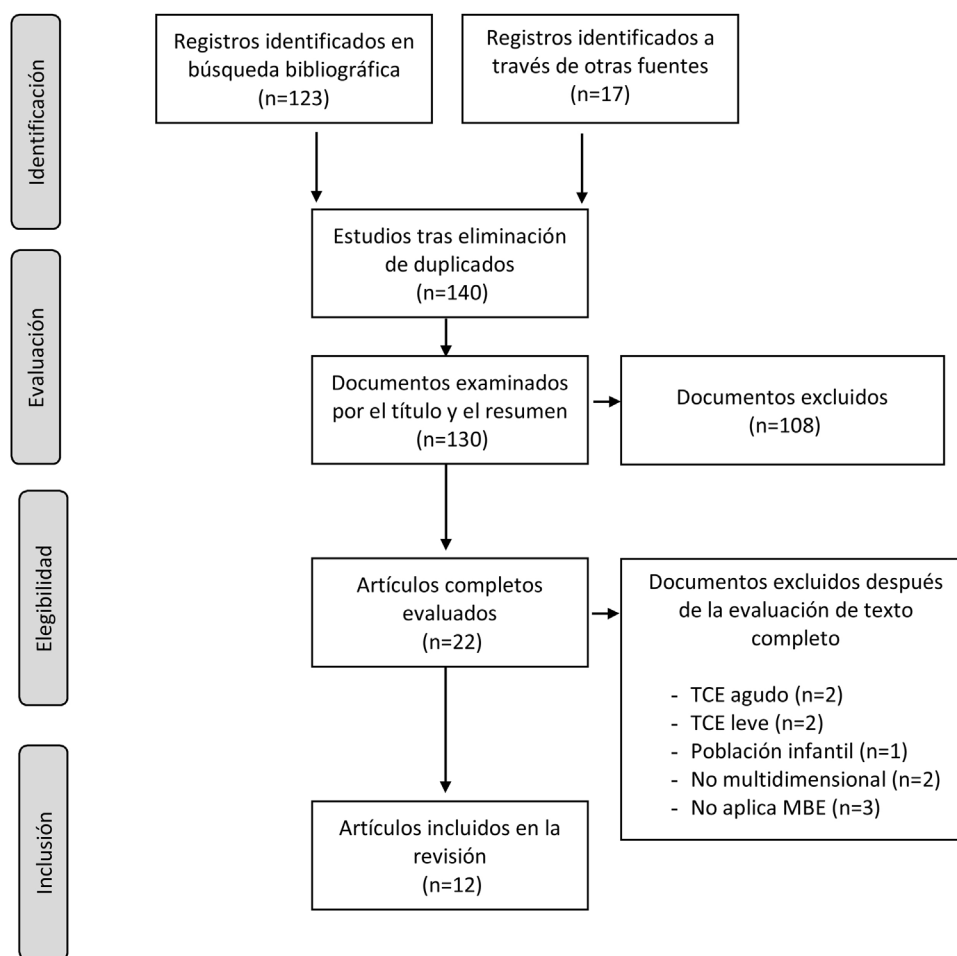 Identificación
Registros identificados en
búsqueda bibliográfica
(n=123)
Registros identificados a
través de otras fuentes
(n=17)
Estudios tras eliminación
de duplicados
(n=140)
Evaluación
Documentos examinados
por el título y el resumen
(n=130)
Documentos excluidos
(n=108)
Elegibilidad
Artículos completos
evaluados
(n=22)
Documentos excluidos después
de la evaluación de texto
completo
- TCE agudo (n=2)
- TCE leve (n=2)
- Población infantil (n=1)
- No multidimensional (n=2)
- No aplica MBE (n=3)
Inclusión
Artículos incluidos en la
revisión
(n=12)